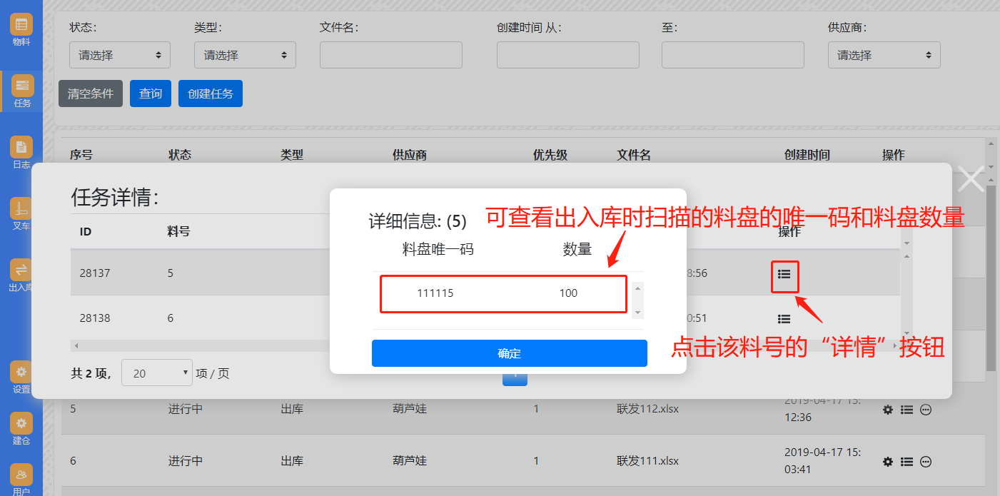 物料
任务
日志
叉车
出入库
设置
建仓
用户
状态：
类型：
文件名：
创建时间 从：
至：
供应商：
请选择
请选择
请选择
清空条件
查询
创建任务
序号
状态
类型
供应商
优先级
文件名
创建时间
操作
任务详情：
ID
料号
操作
28137
5
8:56
28138
6
0:51
共 2 项，
20
项 / 页
1
详细信息: (5)
料盘唯一码
数量
111115
100
确定
可查看出入库时扫描的料盘的唯一码和料盘数量
点击该料号的“详情”按钮
5
进行中
出库
葫芦娃
1
联发112.xlsx
2019-04-17 15:
12:36
6
进行中
出库
葫芦娃
1
联发111.xlsx
2019-04-17 15:
03:41